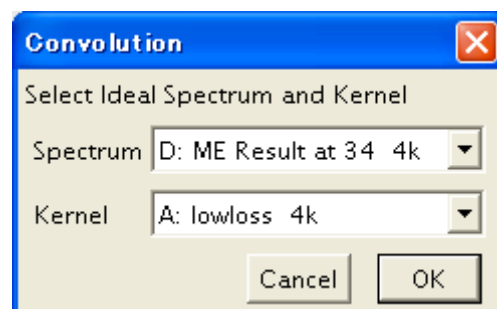 Convolution
Select Ideal Spectrum and Kernel
Spectrum D: ME Result at 34 4k
Kernel A: lowloss 4k
Cancel OK